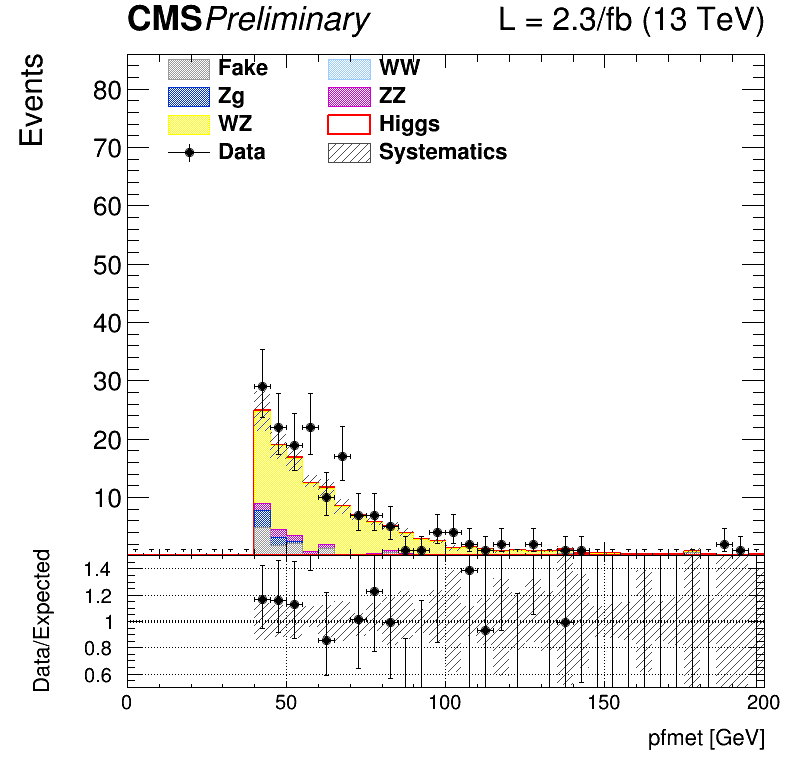 CMSPreliminary L = 2.3/fb (13 TeV)
Events
Fake WW
Zg ZZ
WZ Higgs
Data Systematics
80
70
60
50
40
30
20
10
Data/Expected
1.4
1.2
1
0.8
0.6
0 50 100 150 200
pfmet [GeV]